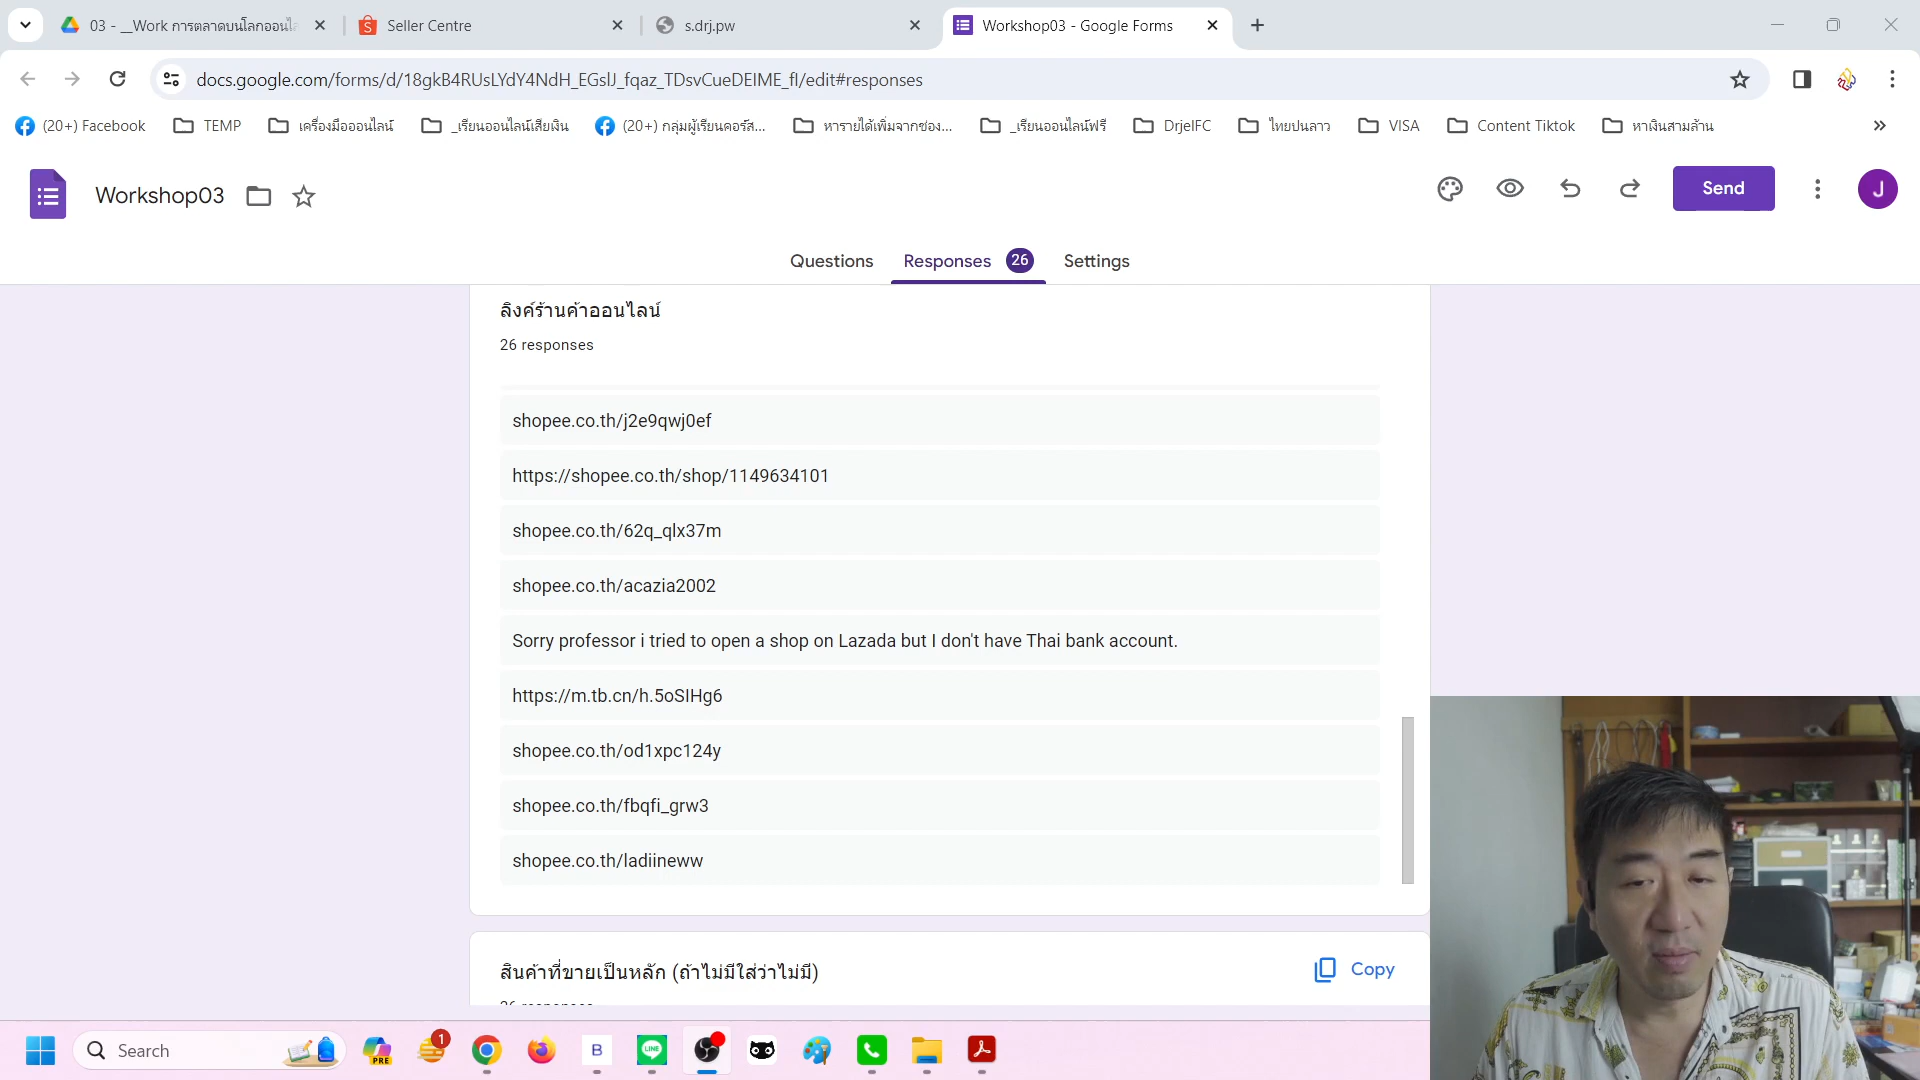 03 - __Work การตลาดบนโลกออนไล
Seller Centre
s.drj.pw
Workshop03 - Google Forms
docs.google.com/forms/d/18gkB4RUsLYdY4NdH_EGslJ_fqaz_TDsvCueDEIME_fI/edit#responses
(20+) Facebook
TEMP
เครื่องมือออนไลน์
_เรียนออนไลน์เสียเงิน
(20+) กลุ่มผู้เรียนคอร์ส...
หารายได้เพิ่มจากช่อง...
_เรียนออนไลน์ฟรี
DrjeIFC
ไทยปนลาว
VISA
Content Tiktok
หาเงินสามล้าน
Workshop03
Send
J
Questions
Responses 26
Settings
ลิงค์ร้านค้าออนไลน์
26 responses
shopee.co.th/j2e9qwj0ef
https://shopee.co.th/shop/1149634101
shopee.co.th/62q_qlx37m
shopee.co.th/acazia2002
Sorry professor i tried to open a shop on Lazada but I don't have Thai bank account.
https://m.tb.cn/h.5oSIHg6
shopee.co.th/od1xpc124y
shopee.co.th/fbqfi_grw3
shopee.co.th/ladiineww
สินค้าที่ขายเป็นหลัก (ถ้าไม่มีใส่ว่าไม่มี)
Copy
26 responses
Search
PRE
1
B
LINE